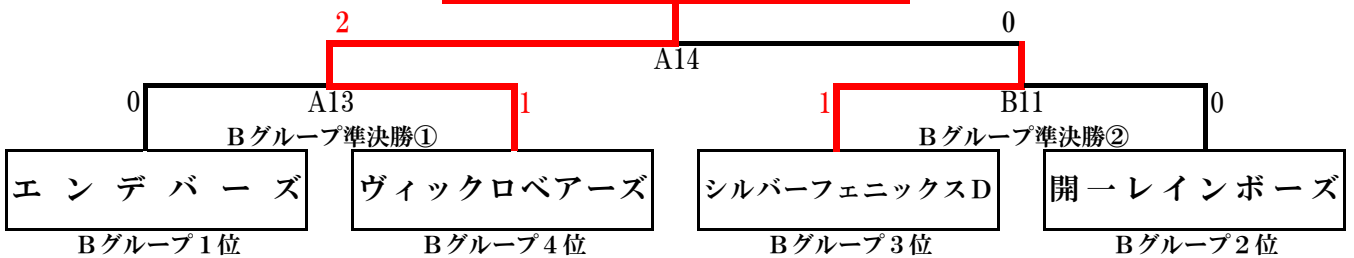 2 0
A14
0 A13 1 1 B11 0
Bグループ準決勝① Bグループ準決勝②
エンデバーズ ヴィックロベアーズ シルバーフェニックスD 開一レインボーズ
Bグループ1位 Bグループ4位 Bグループ3位 Bグループ2位